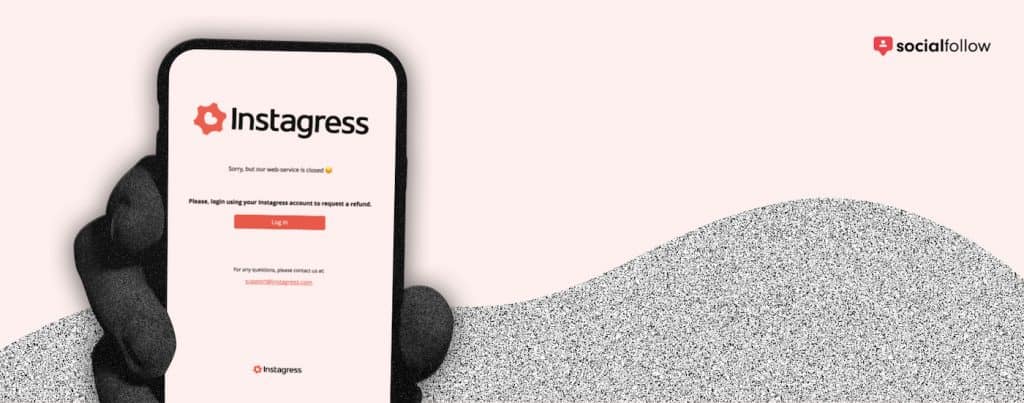 socialfollow
Instagress
Sorry, but our web-service is closed 😔
Please, login using your Instagress account to request a refund.
Log in
For any questions, please contact us at
support@instagress.com
Instagress